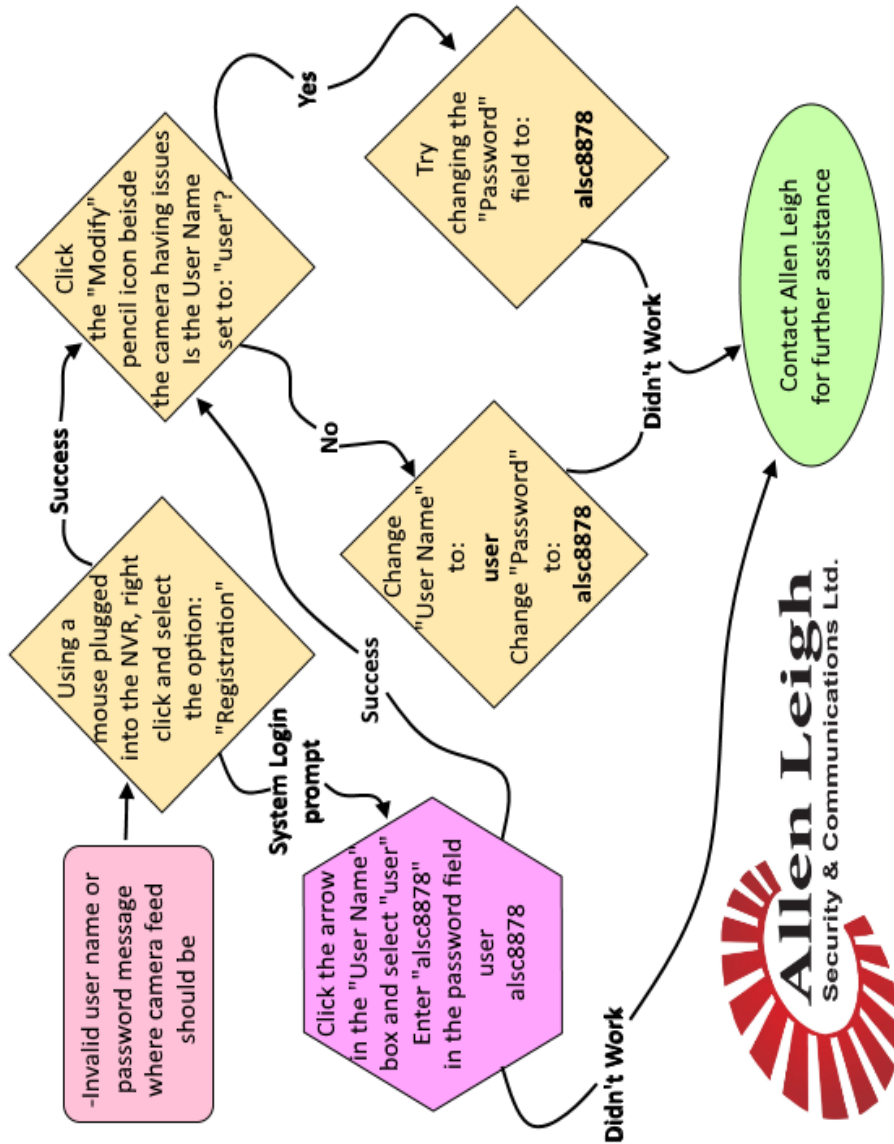 -Invalid user name or
password message
where camera feed
should be
Using a
mouse plugged
into the NVR, right
click and select
the option:
"Registration"
Success
Click
the "Modify"
pencil icon beisde
the camera having issues
Is the User Name
set to: "user"?
Yes
System Login
prompt
Click the arrow
in the "User Name"
box and select "user"
Enter "alsc8878"
in the password field
user
alsc8878
Success
No
Change
"User Name"
to:
user
Change "Password"
to:
alsc8878
Try
changing the
"Password"
field to:
alsc8878
Didn't Work
Didn't Work
Contact Allen Leigh
for further assistance
Allen Leigh
Security & Communications Ltd.